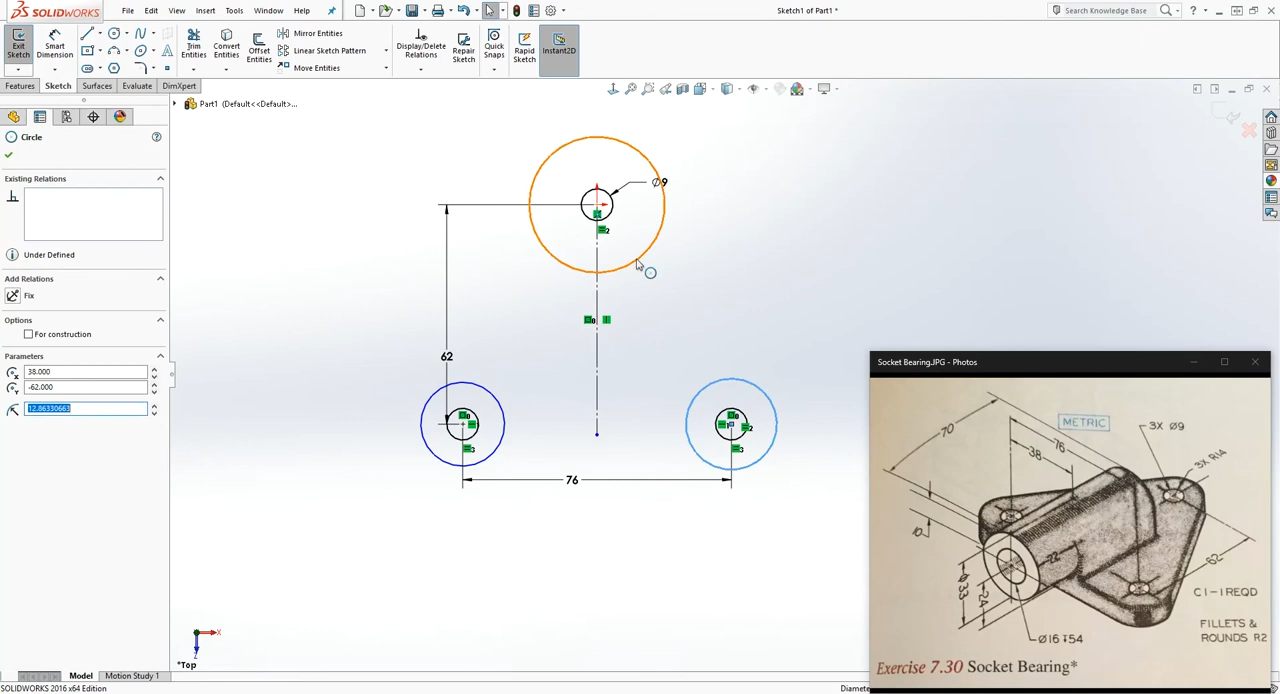 SOLIDWORKS
File
Edit
View
Insert
Tools
Window
Help
Sketch1 of Part1 *
Search Knowledge Base
Exit Sketch
Smart Dimension
Trim Entities
Convert Entities
Offset Entities
Mirror Entities
Linear Sketch Pattern
Move Entities
Display/Delete Relations
Repair Sketch
Quick Snaps
Rapid Sketch
Instant2D
Features
Sketch
Surfaces
Evaluate
DimXpert
Part1 (Default<<Default>...
Circle
Existing Relations
Under Defined
Add Relations
Fix
Options
For construction
Parameters
38.000
-62.000
12.86330663
Ø9
62
76
Socket Bearing.JPG - Photos
METRIC
3X Ø9
3X R14
70
76
38
10
22
62
Ø33
24
C1-1REQD
FILLETS &
ROUNDS R2
Ø16 ↧54
Exercise 7.30 Socket Bearing*
*Top
Model
Motion Study 1
SOLIDWORKS 2016 x64 Edition
Diamete